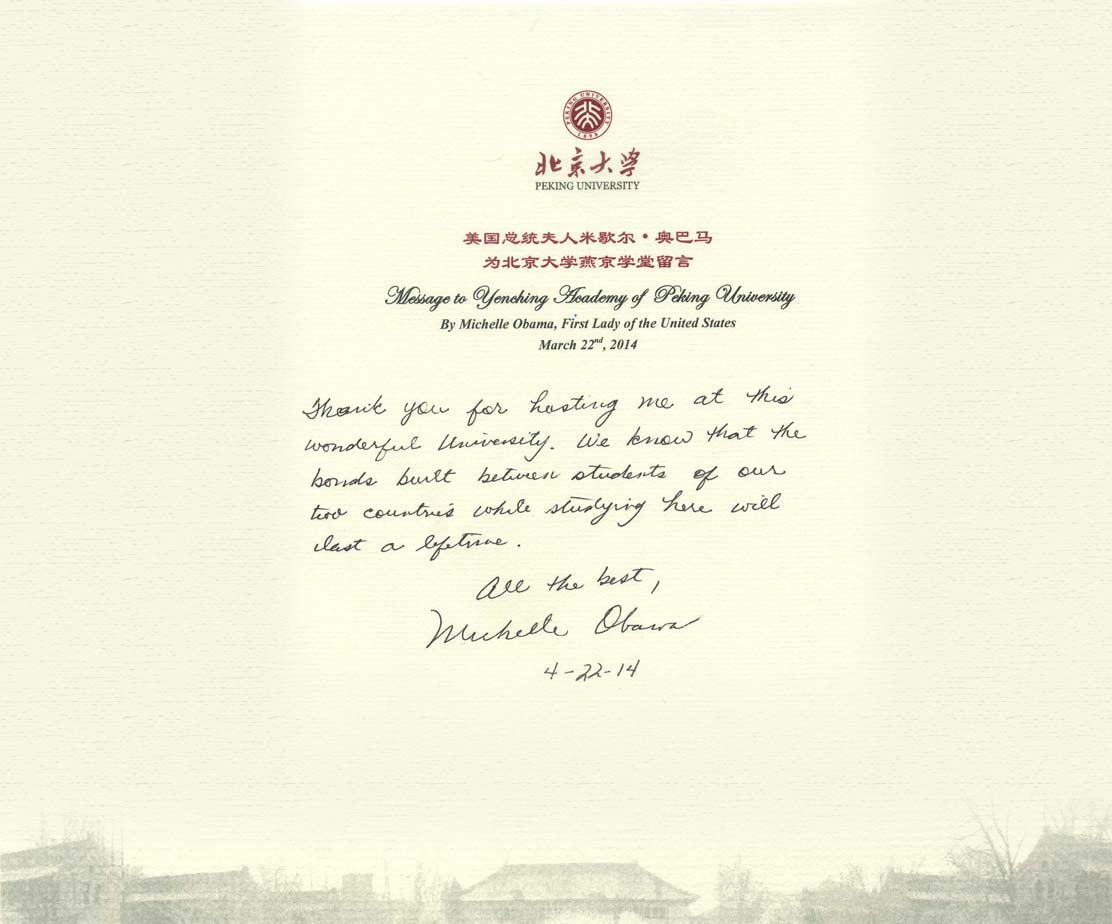 PEKING UNIVERSITY
1898
北京大学
PEKING UNIVERSITY
美国总统夫人米歇尔·奥巴马
为北京大学燕京学堂留言
Message to Yenching Academy of Peking University
By Michelle Obama, First Lady of the United States
March 22nd, 2014
Thank you for hosting me at this
wonderful University. We know that the
bonds built between students of our
two countries while studying here will
last a lifetime.
All the best,
Michelle Obama
4-22-14